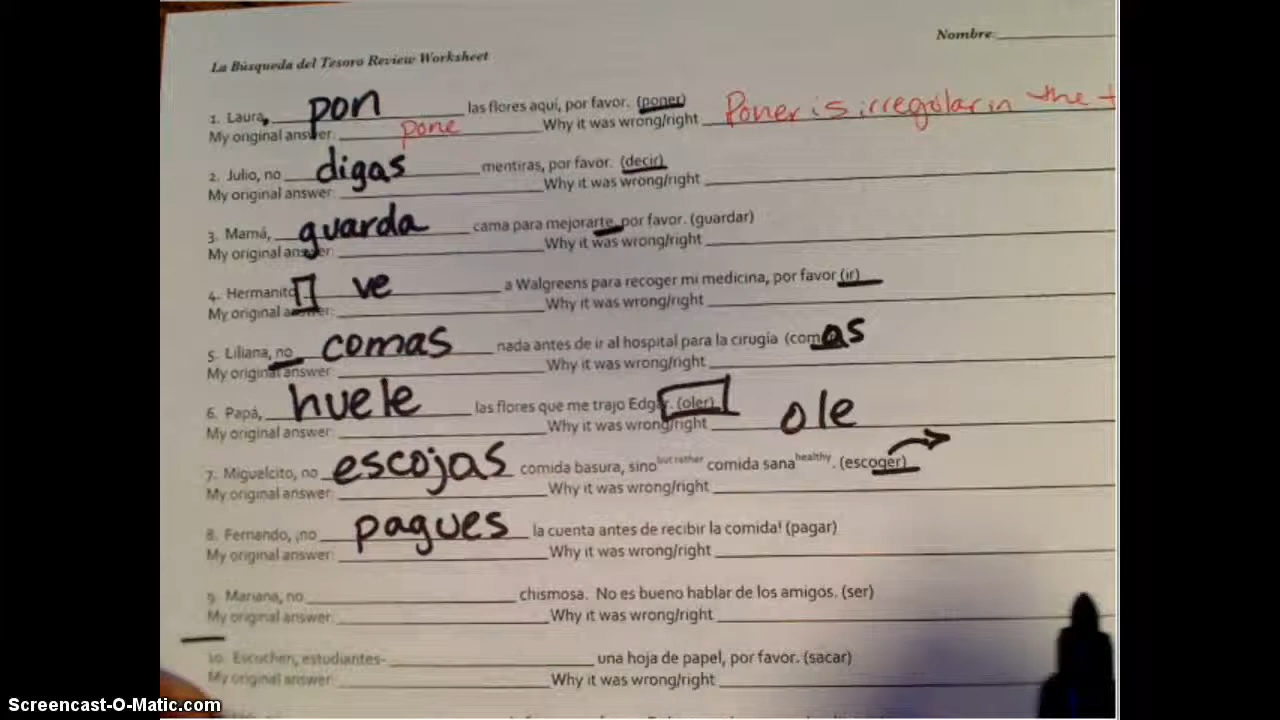 Nombre:
La Búsqueda del Tesoro Review Worksheet
1. Laura, pon las flores aquí, por favor. (poner)
My original answer: pone Why it was wrong/right Poner is irregular in the t
2. Julio, no digas mentiras, por favor. (decir)
My original answer: Why it was wrong/right
3. Mamá, guarda cama para mejorarte, por favor. (guardar)
My original answer: Why it was wrong/right
4. Hermanito, ve a Walgreens para recoger mi medicina, por favor (ir)
My original answer: Why it was wrong/right
5. Liliana, no comas nada antes de ir al hospital para la cirugía (comas
My original answer: Why it was wrong/right
6. Papá, huele las flores que me trajo Edgar. (oler)
My original answer: Why it was wrong/right ole
7. Miguelcito, no escojas comida basura, sino but rather comida sana healthy. (escoger)
My original answer: Why it was wrong/right
8. Fernando, ¡no pagues la cuenta antes de recibir la comida! (pagar)
My original answer: Why it was wrong/right
9. Mariana, no chismosa. No es bueno hablar de los amigos. (ser)
My original answer: Why it was wrong/right
10. Escuchen, estudiantes- una hoja de papel, por favor. (sacar)
My original answer: Why it was wrong/right
Screencast-O-Matic.com